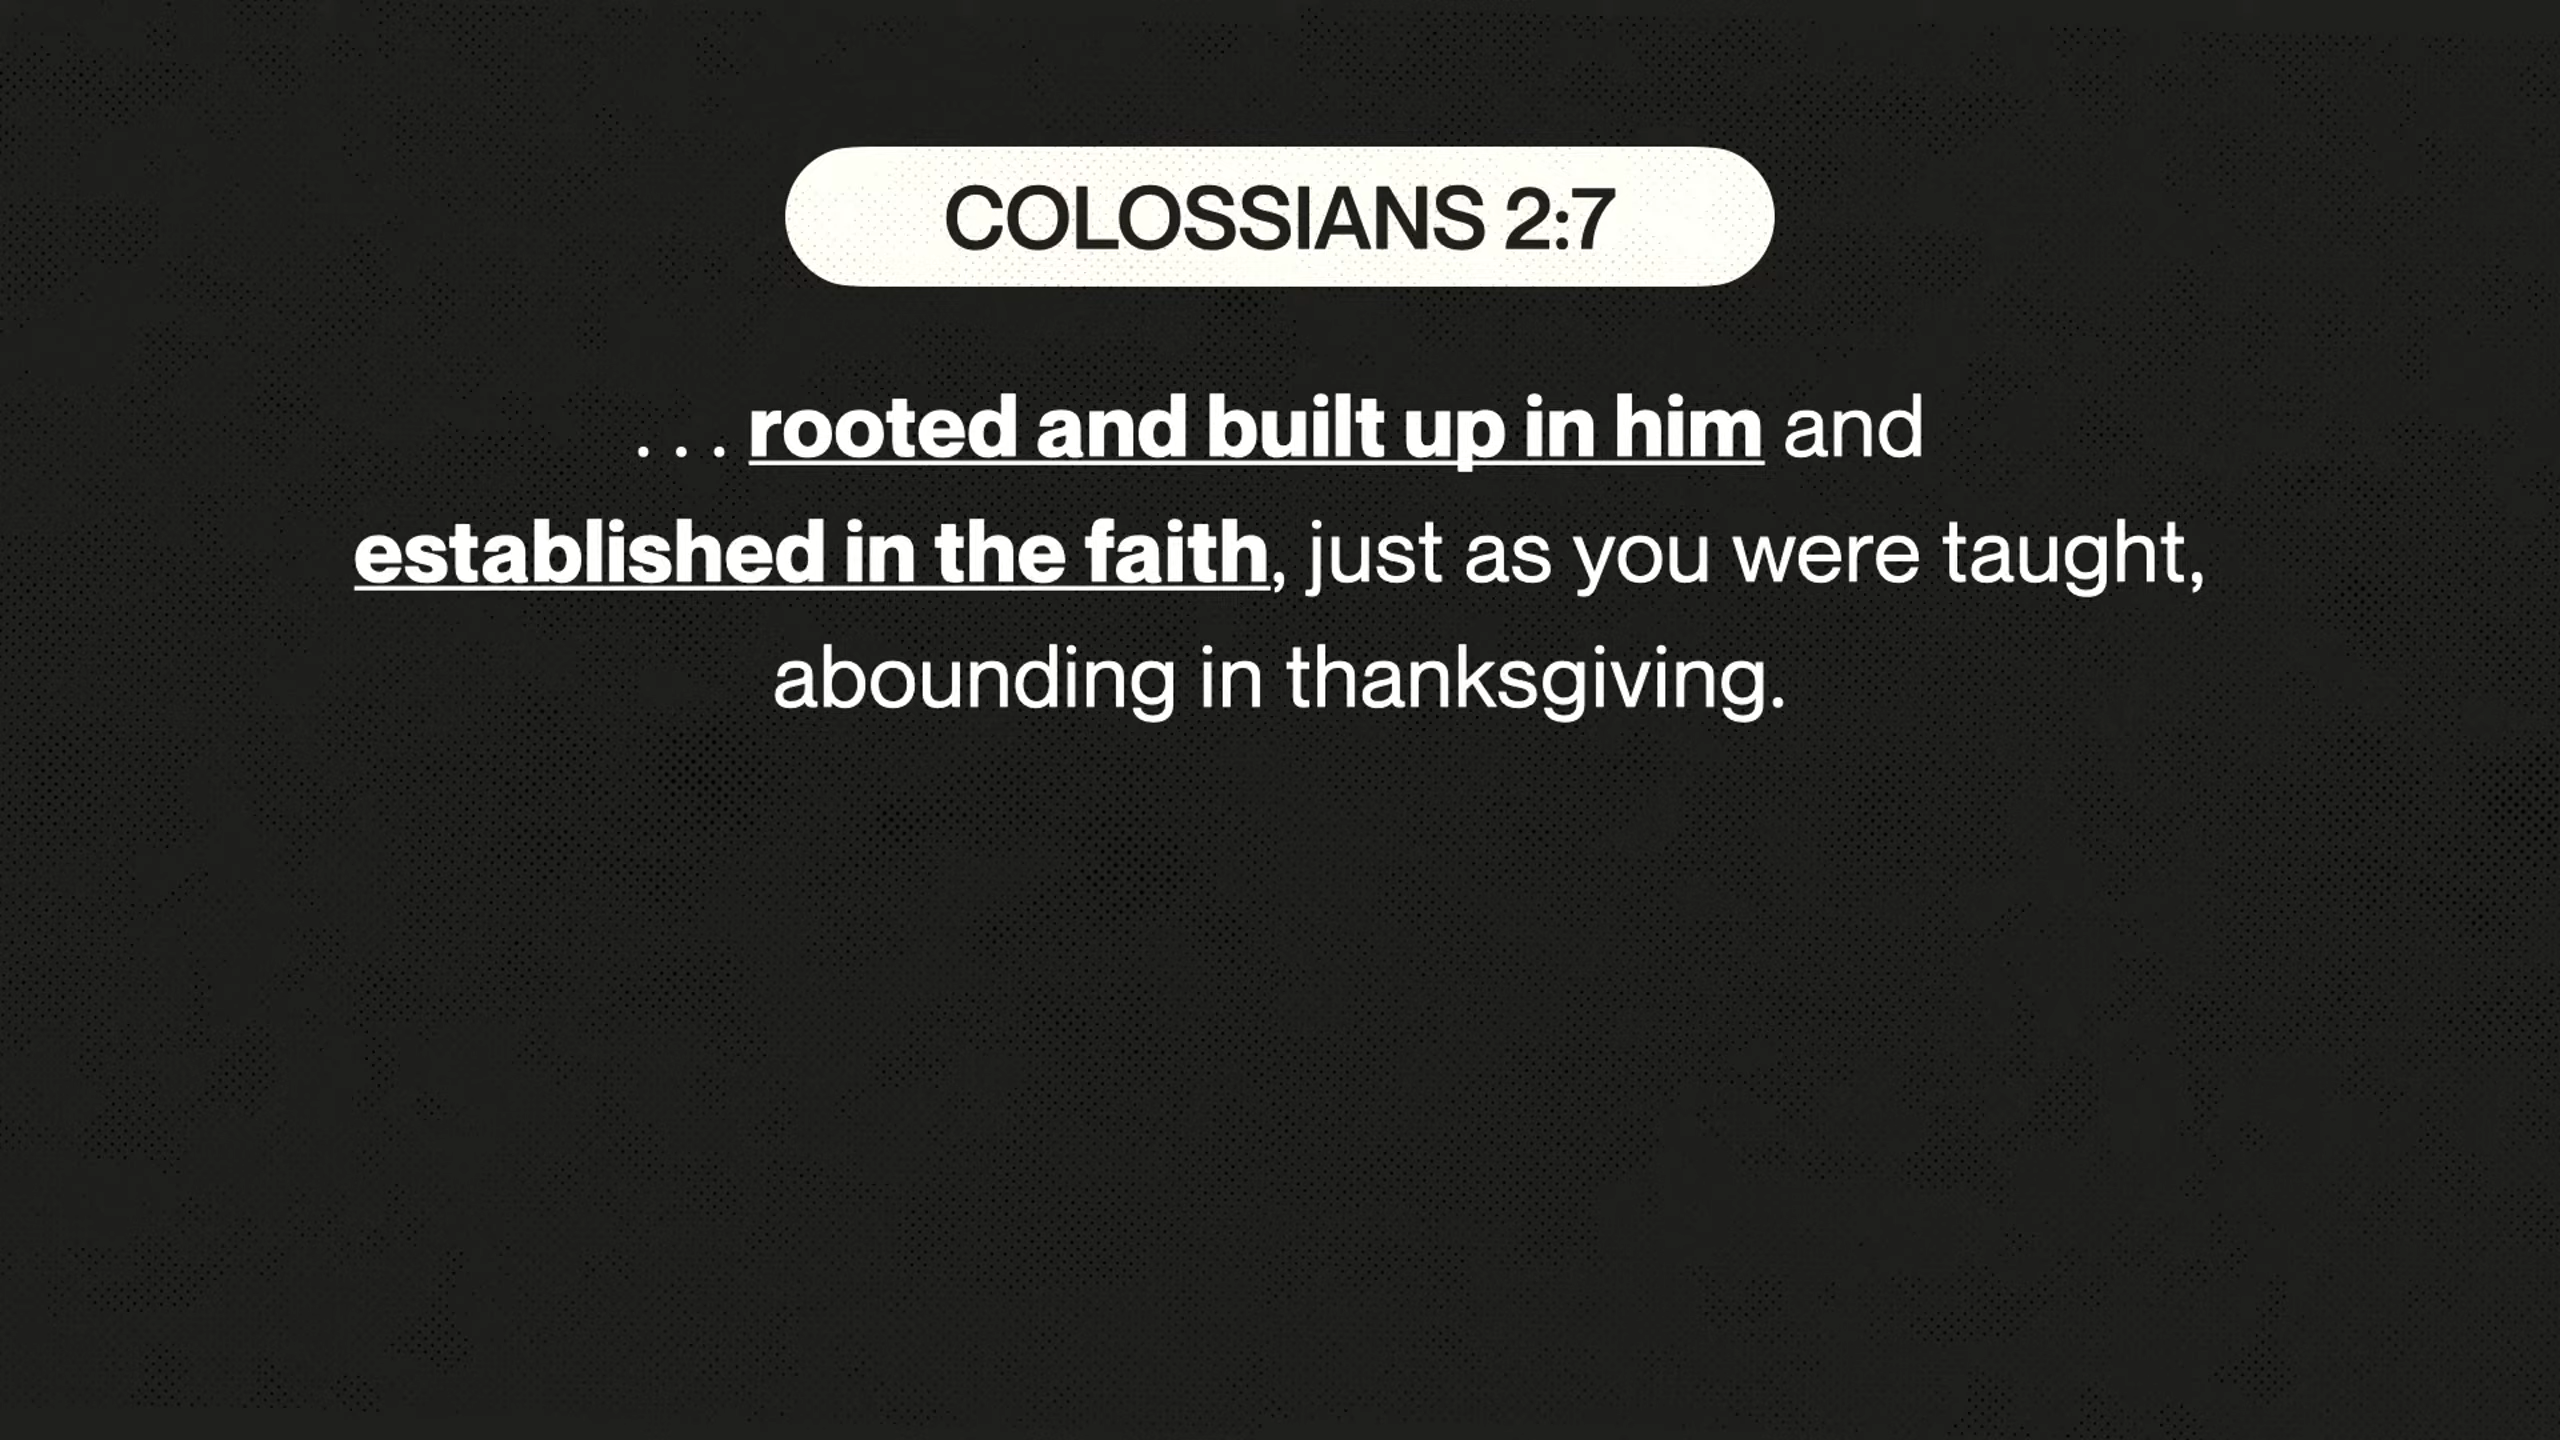 COLOSSIANS 2:7
. . . rooted and built up in him and
established in the faith, just as you were taught,
abounding in thanksgiving.